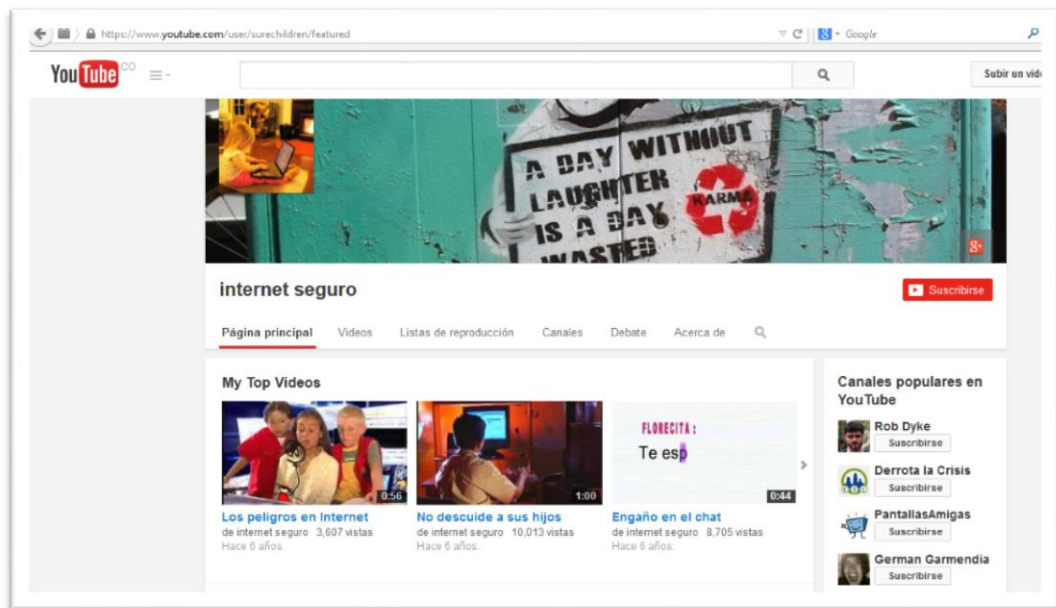 https://www.youtube.com/user/surechildren/featured
Google
YouTube CO
Subir un vide
A DAY WITHOUT
LAUGHTER
IS A DAY
WASTED
KARMA
g+
internet seguro
Suscribirse
Página principal Videos Listas de reproducción Canales Debate Acerca de
My Top Videos
FLORECITA:
Te esp
0:56 1:00 0:44
Los peligros en Internet
de internet seguro 3,607 vistas
Hace 6 años.
No descuide a sus hijos
de internet seguro 10,013 vistas
Hace 6 años.
Engaño en el chat
de internet seguro 8,705 vistas
Hace 6 años.
Canales populares en
YouTube
Rob Dyke
Suscribirse
Derrota la Crisis
Suscribirse
PantallasAmigas
Suscribirse
German Garmendia
Suscribirse